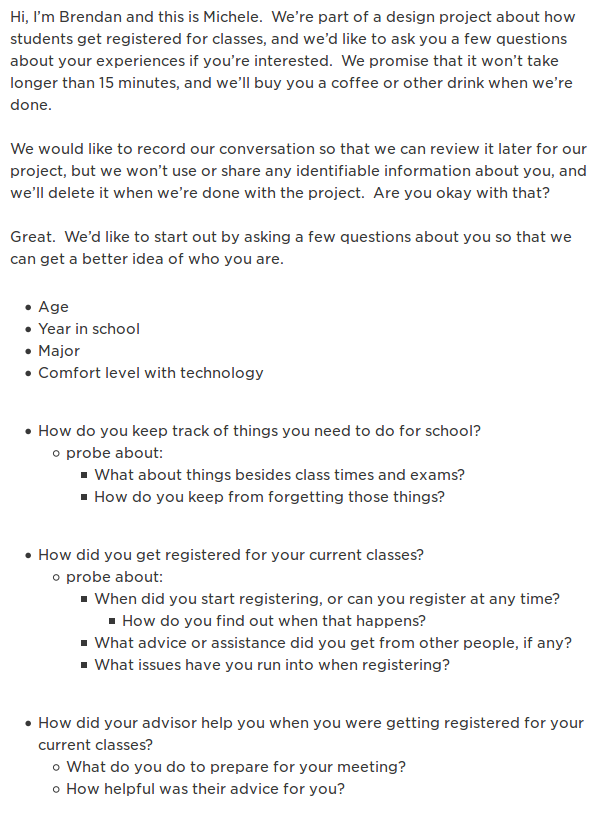 Hi, I’m Brendan and this is Michele.  We’re part of a design project about how
students get registered for classes, and we’d like to ask you a few questions
about your experiences if you’re interested.  We promise that it won’t take
longer than 15 minutes, and we’ll buy you a coffee or other drink when we’re
done.
We would like to record our conversation so that we can review it later for our
project, but we won’t use or share any identifiable information about you, and
we’ll delete it when we’re done with the project.  Are you okay with that?
Great.  We’d like to start out by asking a few questions about you so that we
can get a better idea of who you are.
• Age
• Year in school
• Major
• Comfort level with technology
• How do you keep track of things you need to do for school?
◦ probe about:
▪ What about things besides class times and exams?
▪ How do you keep from forgetting those things?
• How did you get registered for your current classes?
◦ probe about:
▪ When did you start registering, or can you register at any time?
▪ How do you find out when that happens?
▪ What advice or assistance did you get from other people, if any?
▪ What issues have you run into when registering?
• How did your advisor help you when you were getting registered for your
current classes?
◦ What do you do to prepare for your meeting?
◦ How helpful was their advice for you?